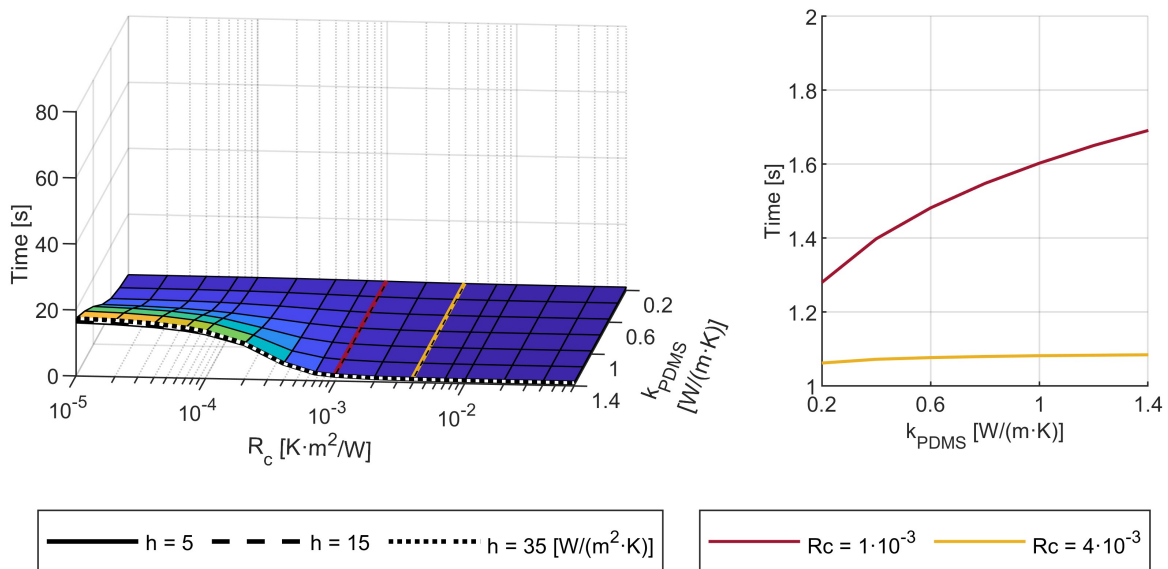 80
60
40
20
0
Time [s]
10^-5
10^-4
10^-3
10^-2
R_c [K·m^2/W]
0.2
0.6
1
1.4
k_PDMS
[W/(m·K)]
2
1.8
1.6
1.4
1.2
1
Time [s]
0.2
0.6
1
1.4
k_PDMS [W/(m·K)]
h = 5
h = 15
h = 35 [W/(m^2·K)]
Rc = 1·10^-3
Rc = 4·10^-3